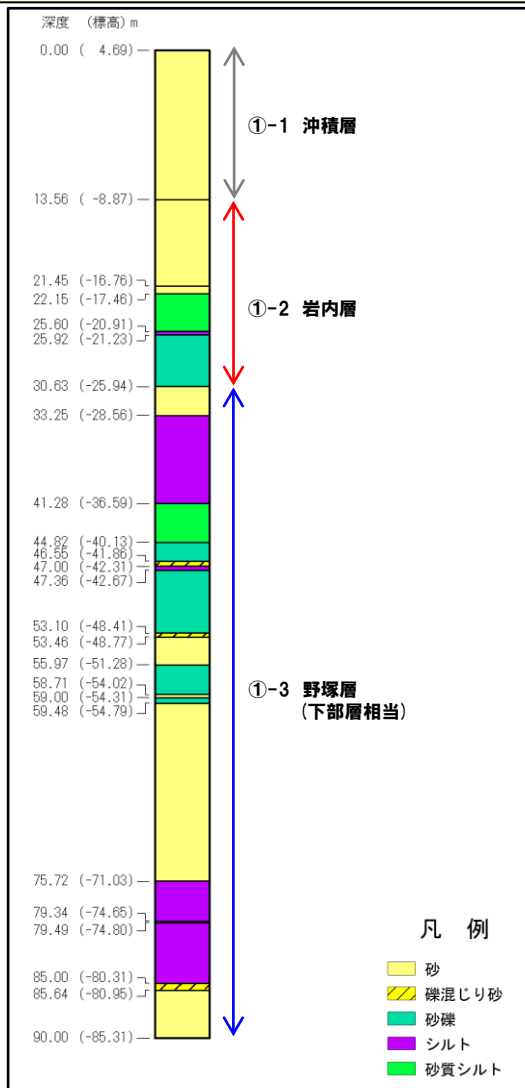 深度 (標高) m
0.00 ( 4.69)
①-1 沖積層
13.56 ( -8.87)
21.45 (-16.76)
22.15 (-17.46)
①-2 岩内層
25.60 (-20.91)
25.92 (-21.23)
30.63 (-25.94)
33.25 (-28.56)
41.28 (-36.59)
44.82 (-40.13)
46.55 (-41.86)
47.00 (-42.31)
47.36 (-42.67)
53.10 (-48.41)
53.46 (-48.77)
55.97 (-51.28)
58.71 (-54.02)
59.00 (-54.31)
59.48 (-54.79)
①-3 野塚層
(下部層相当)
75.72 (-71.03)
79.34 (-74.65)
79.49 (-74.80)
85.00 (-80.31)
85.64 (-80.95)
90.00 (-85.31)
凡 例
砂
礫混じり砂
砂礫
シルト
砂質シルト